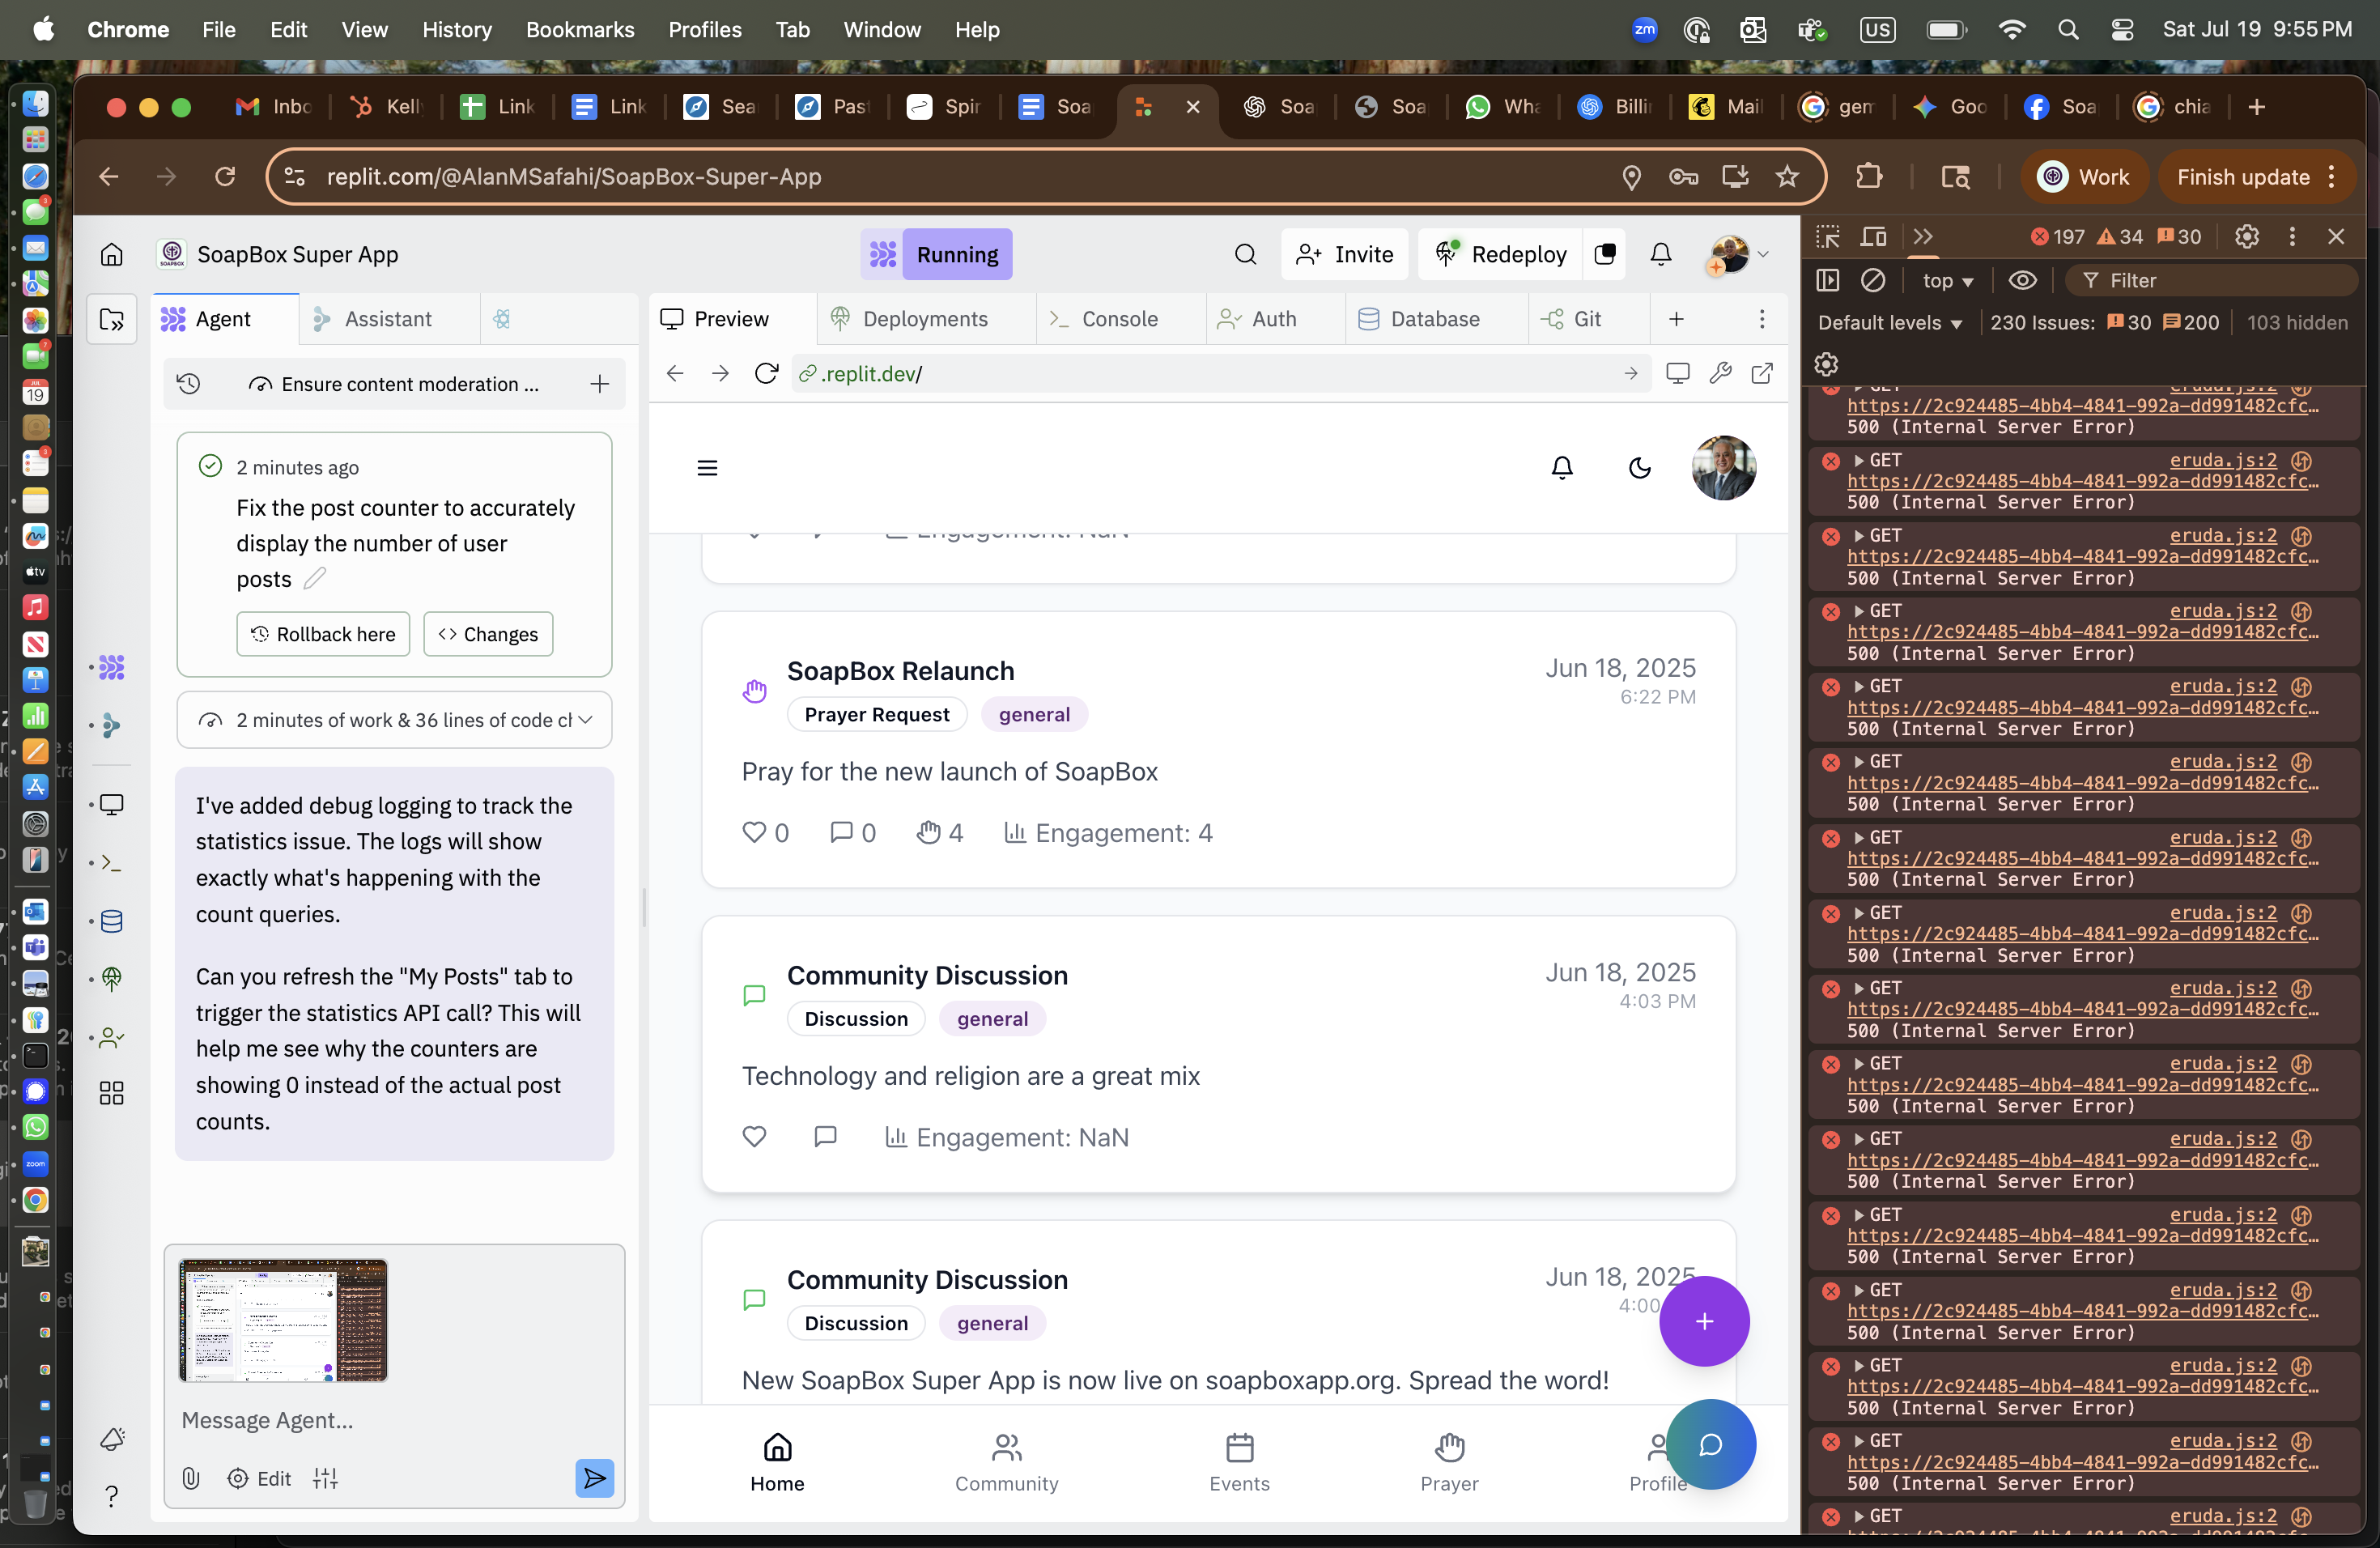 Chrome File Edit View History Bookmarks Profiles Tab Window Help
zm US Sat Jul 19 9:55 PM
Inbo Kell Link Link Sea Past Spir Soa Soa Soa Wha Billi Mail gem Goo Soa chia
replit.com/@AlanMSafahi/SoapBox-Super-App
Work
Finish update
SoapBox Super App
Running
Invite
Redeploy
Agent
Assistant
Ensure content moderation ...
2 minutes ago
Fix the post counter to accurately
display the number of user
posts
Rollback here
Changes
2 minutes of work & 36 lines of code cl
I've added debug logging to track the
statistics issue. The logs will show
exactly what's happening with the
count queries.
Can you refresh the "My Posts" tab to
trigger the statistics API call? This will
help me see why the counters are
showing 0 instead of the actual post
counts.
Message Agent...
Edit
Preview
Deployments
Console
Auth
Database
Git
.replit.dev/
Engagement: NaN
SoapBox Relaunch
Jun 18, 2025
6:22 PM
Prayer Request
general
Pray for the new launch of SoapBox
0 0 4 Engagement: 4
Community Discussion
Jun 18, 2025
4:03 PM
Discussion
general
Technology and religion are a great mix
Engagement: NaN
Community Discussion
Jun 18, 2025
4:00
Discussion
general
New SoapBox Super App is now live on soapboxapp.org. Spread the word!
Home
Community
Events
Prayer
Profile
197 34 30
top
Filter
Default levels
230 Issues: 30 200
103 hidden
GET
https://2c924485-4bb4-4841-992a-dd991482cfc…
500 (Internal Server Error)
GET eruda.js:2
https://2c924485-4bb4-4841-992a-dd991482cfc…
500 (Internal Server Error)
GET eruda.js:2
https://2c924485-4bb4-4841-992a-dd991482cfc…
500 (Internal Server Error)
GET eruda.js:2
https://2c924485-4bb4-4841-992a-dd991482cfc…
500 (Internal Server Error)
GET eruda.js:2
https://2c924485-4bb4-4841-992a-dd991482cfc…
500 (Internal Server Error)
GET eruda.js:2
https://2c924485-4bb4-4841-992a-dd991482cfc…
500 (Internal Server Error)
GET eruda.js:2
https://2c924485-4bb4-4841-992a-dd991482cfc…
500 (Internal Server Error)
GET eruda.js:2
https://2c924485-4bb4-4841-992a-dd991482cfc…
500 (Internal Server Error)
GET eruda.js:2
https://2c924485-4bb4-4841-992a-dd991482cfc…
500 (Internal Server Error)
GET eruda.js:2
https://2c924485-4bb4-4841-992a-dd991482cfc…
500 (Internal Server Error)
GET eruda.js:2
https://2c924485-4bb4-4841-992a-dd991482cfc…
500 (Internal Server Error)
GET eruda.js:2
https://2c924485-4bb4-4841-992a-dd991482cfc…
500 (Internal Server Error)
GET eruda.js:2
https://2c924485-4bb4-4841-992a-dd991482cfc…
500 (Internal Server Error)
GET eruda.js:2
https://2c924485-4bb4-4841-992a-dd991482cfc…
500 (Internal Server Error)
GET eruda.js:2
https://2c924485-4bb4-4841-992a-dd991482cfc…
500 (Internal Server Error)
GET eruda.js:2